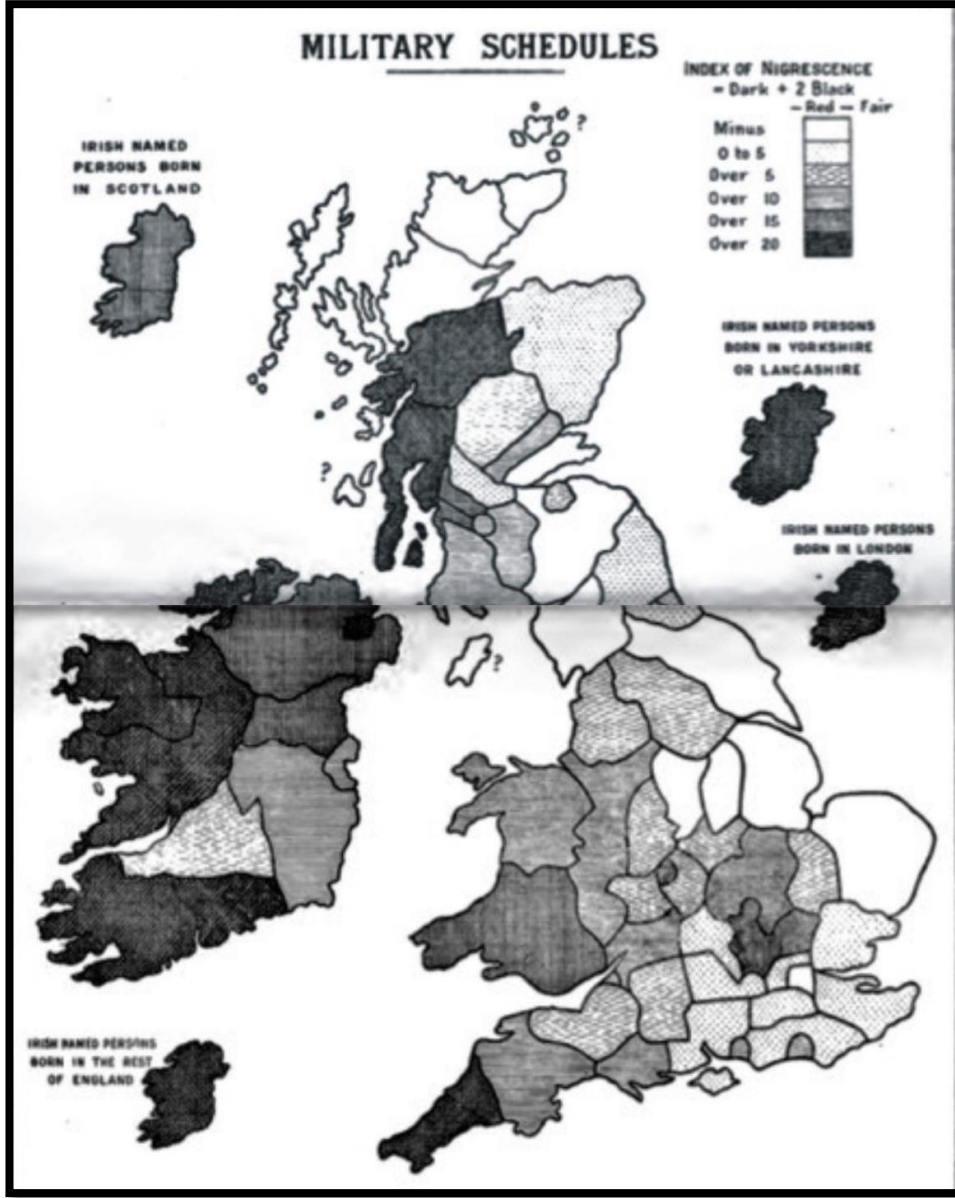 MILITARY SCHEDULES
INDEX OF NIGRESCENCE
= Dark + 2 Black
- Red - Fair
Minus
0 to 5
Over 5
Over 10
Over 15
Over 20
IRISH NAMED
PERSONS BORN
IN SCOTLAND
?
IRISH NAMED PERSONS
BORN IN YORKSHIRE
OR LANCASHIRE
?
IRISH NAMED PERSONS
BORN IN LONDON
?
IRISH NAMED PERSONS
BORN IN THE REST
OF ENGLAND